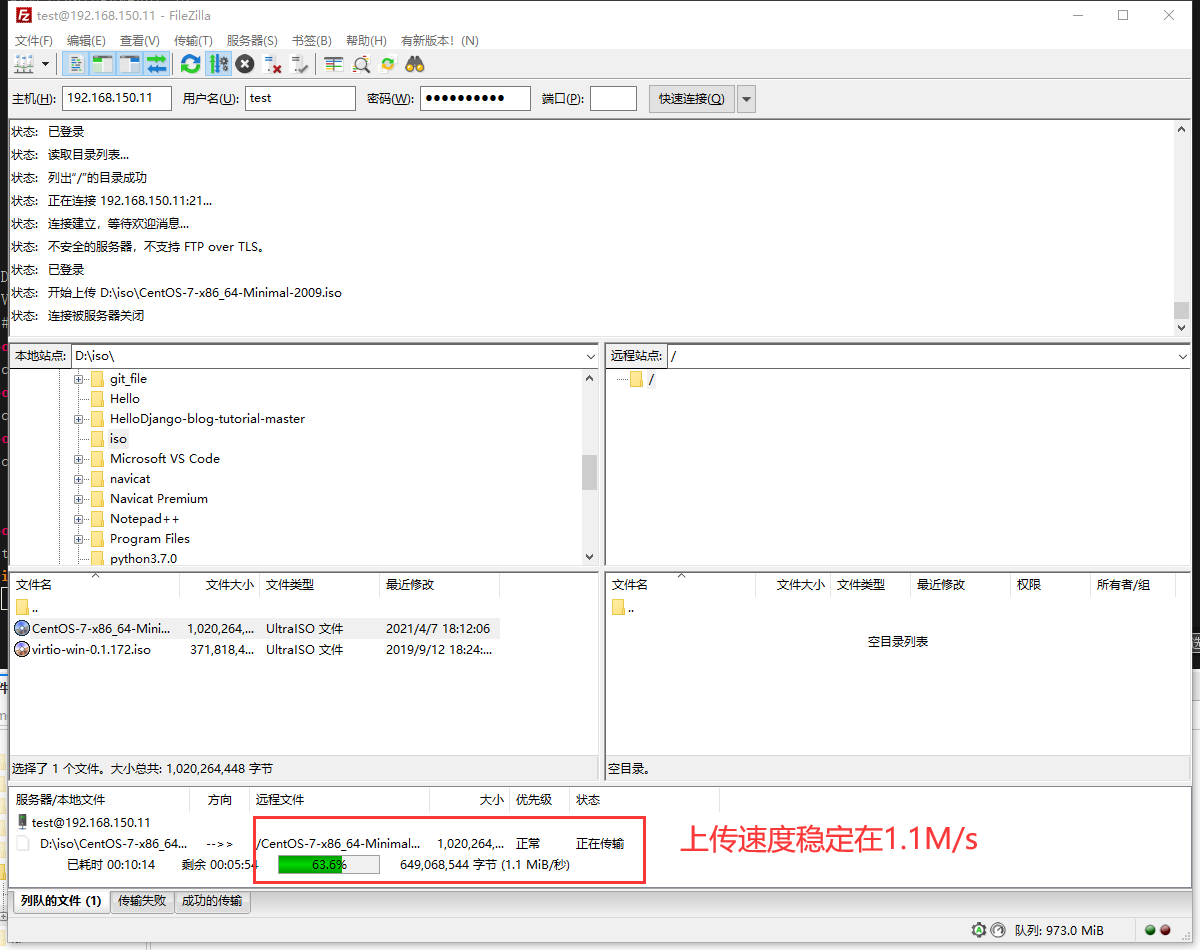 test@192.168.150.11 - FileZilla
文件(F) 编辑(E) 查看(V) 传输(T) 服务器(S) 书签(B) 帮助(H) 有新版本！(N)
主机(H): 192.168.150.11 用户名(U): test 密码(W): ●●●●●●●●●● 端口(P): 快速连接(Q)
状态: 已登录
状态: 读取目录列表...
状态: 列出“/”的目录成功
状态: 正在连接 192.168.150.11:21...
状态: 连接建立，等待欢迎消息...
状态: 不安全的服务器，不支持 FTP over TLS。
状态: 已登录
状态: 开始上传 D:\iso\CentOS-7-x86_64-Minimal-2009.iso
状态: 连接被服务器关闭
本地站点: D:\iso\
git_file
Hello
HelloDjango-blog-tutorial-master
iso
Microsoft VS Code
navicat
Navicat Premium
Notepad++
Program Files
python3.7.0
远程站点: /
/
文件名 文件大小 文件类型 最近修改
..
CentOS-7-x86_64-Mini... 1,020,264,... UltraISO 文件 2021/4/7 18:12:06
virtio-win-0.1.172.iso 371,818,4... UltraISO 文件 2019/9/12 18:24:...
选择了 1 个文件。大小总共: 1,020,264,448 字节
文件名 文件大小 文件类型 最近修改 权限 所有者/组
..
空目录列表
空目录。
服务器/本地文件 方向 远程文件 大小 优先级 状态
test@192.168.150.11
D:\iso\CentOS-7-x86_64... -->> /CentOS-7-x86_64-Minimal... 1,020,264,... 正常 正在传输
已耗时 00:10:14 剩余 00:05:54 63.6% 649,068,544 字节 (1.1 MiB/秒)
上传速度稳定在1.1M/s
列队的文件 (1) 传输失败 成功的传输
队列: 973.0 MiB